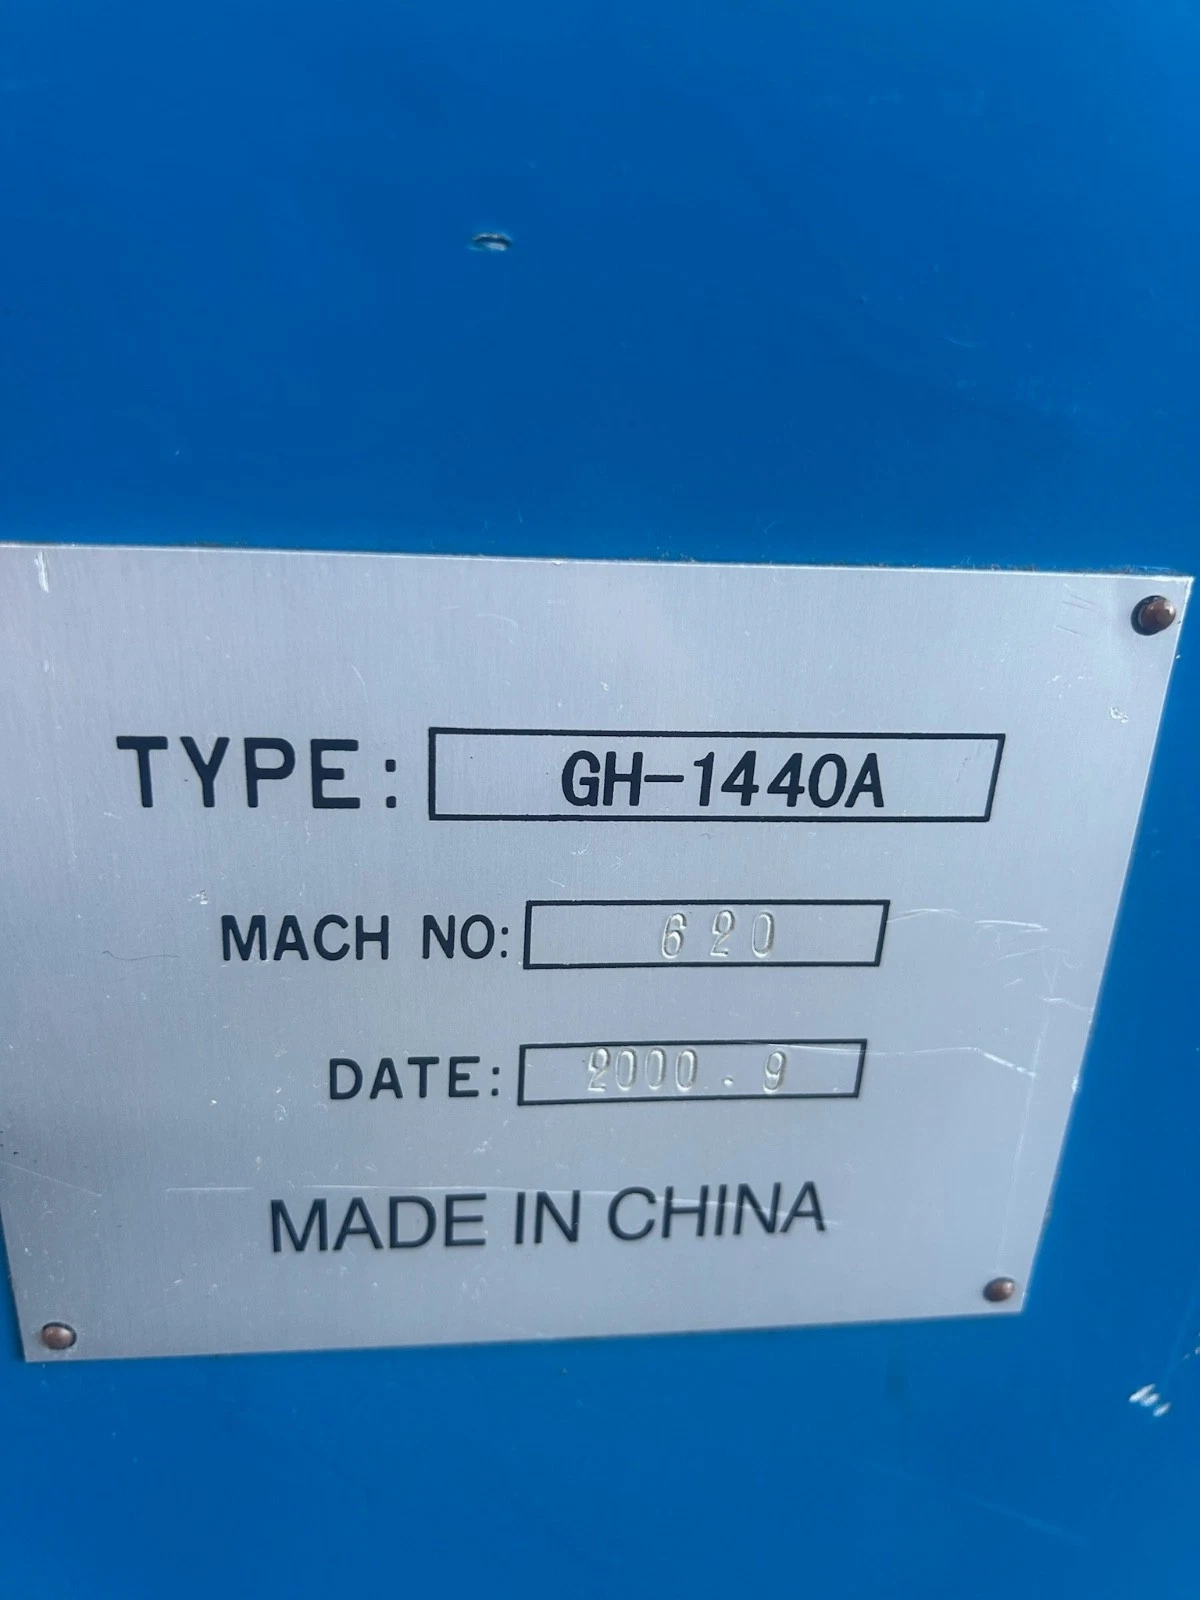 TYPE: GH-1440A
MACH NO: 620
DATE: 2000.9
MADE IN CHINA